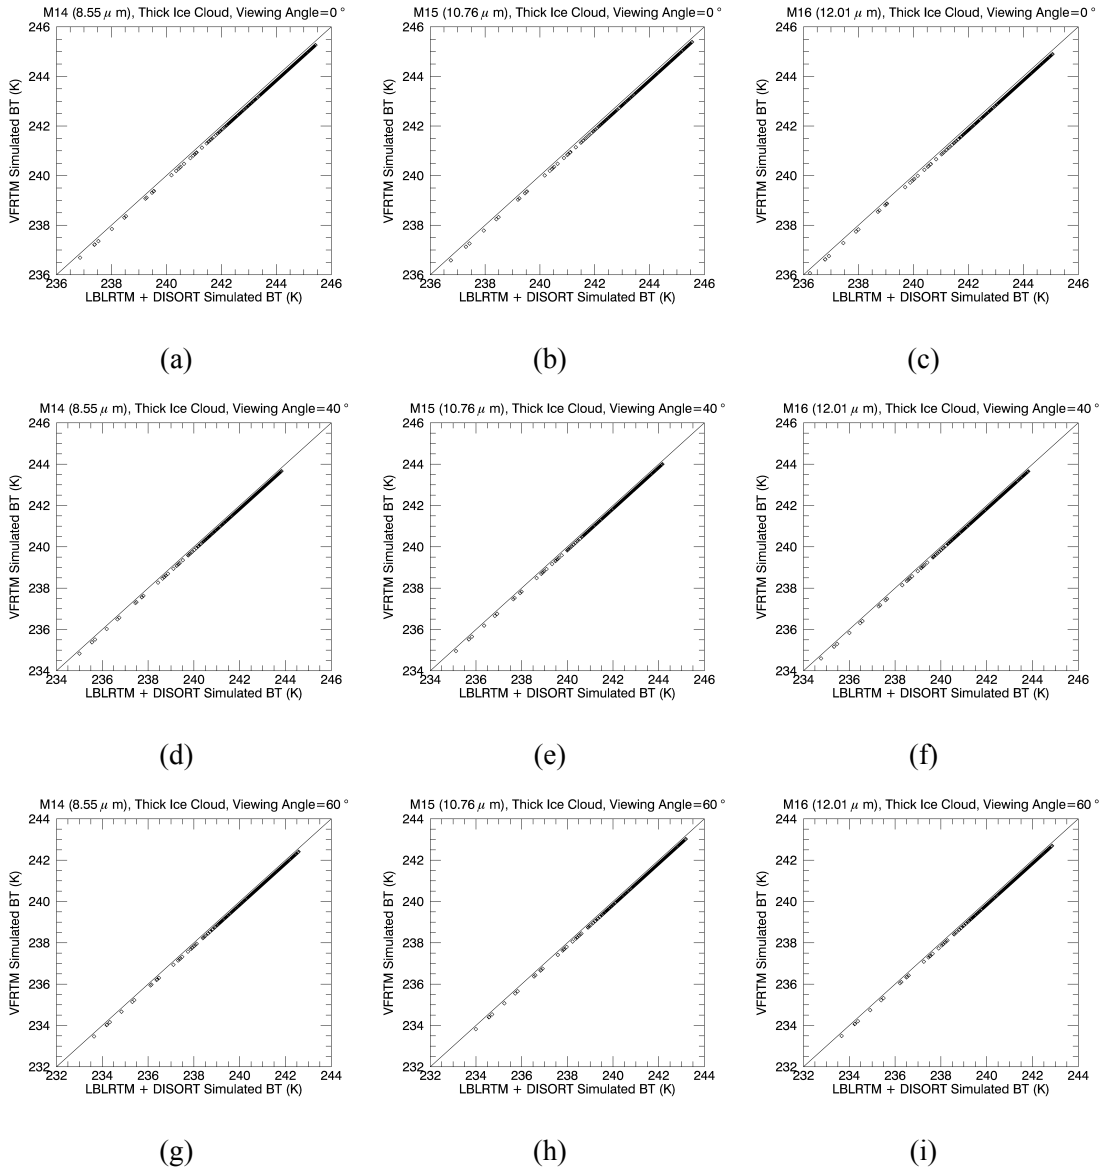 M14 (8.55 μ m), Thick Ice Cloud, Viewing Angle=0 °
VFRTM Simulated BT (K)
246
244
242
240
238
236
236 238 240 242 244 246
LBLRTM + DISORT Simulated BT (K)
(a)
M15 (10.76 μ m), Thick Ice Cloud, Viewing Angle=0 °
VFRTM Simulated BT (K)
246
244
242
240
238
236
236 238 240 242 244 246
LBLRTM + DISORT Simulated BT (K)
(b)
M16 (12.01 μ m), Thick Ice Cloud, Viewing Angle=0 °
VFRTM Simulated BT (K)
246
244
242
240
238
236
236 238 240 242 244 246
LBLRTM + DISORT Simulated BT (K)
(c)
M14 (8.55 μ m), Thick Ice Cloud, Viewing Angle=40 °
VFRTM Simulated BT (K)
246
244
242
240
238
236
234
234 236 238 240 242 244 246
LBLRTM + DISORT Simulated BT (K)
(d)
M15 (10.76 μ m), Thick Ice Cloud, Viewing Angle=40 °
VFRTM Simulated BT (K)
246
244
242
240
238
236
234
234 236 238 240 242 244 246
LBLRTM + DISORT Simulated BT (K)
(e)
M16 (12.01 μ m), Thick Ice Cloud, Viewing Angle=40 °
VFRTM Simulated BT (K)
246
244
242
240
238
236
234
234 236 238 240 242 244 246
LBLRTM + DISORT Simulated BT (K)
(f)
M14 (8.55 μ m), Thick Ice Cloud, Viewing Angle=60 °
VFRTM Simulated BT (K)
244
242
240
238
236
234
232
232 234 236 238 240 242 244
LBLRTM + DISORT Simulated BT (K)
(g)
M15 (10.76 μ m), Thick Ice Cloud, Viewing Angle=60 °
VFRTM Simulated BT (K)
244
242
240
238
236
234
232
232 234 236 238 240 242 244
LBLRTM + DISORT Simulated BT (K)
(h)
M16 (12.01 μ m), Thick Ice Cloud, Viewing Angle=60 °
VFRTM Simulated BT (K)
244
242
240
238
236
234
232
232 234 236 238 240 242 244
LBLRTM + DISORT Simulated BT (K)
(i)